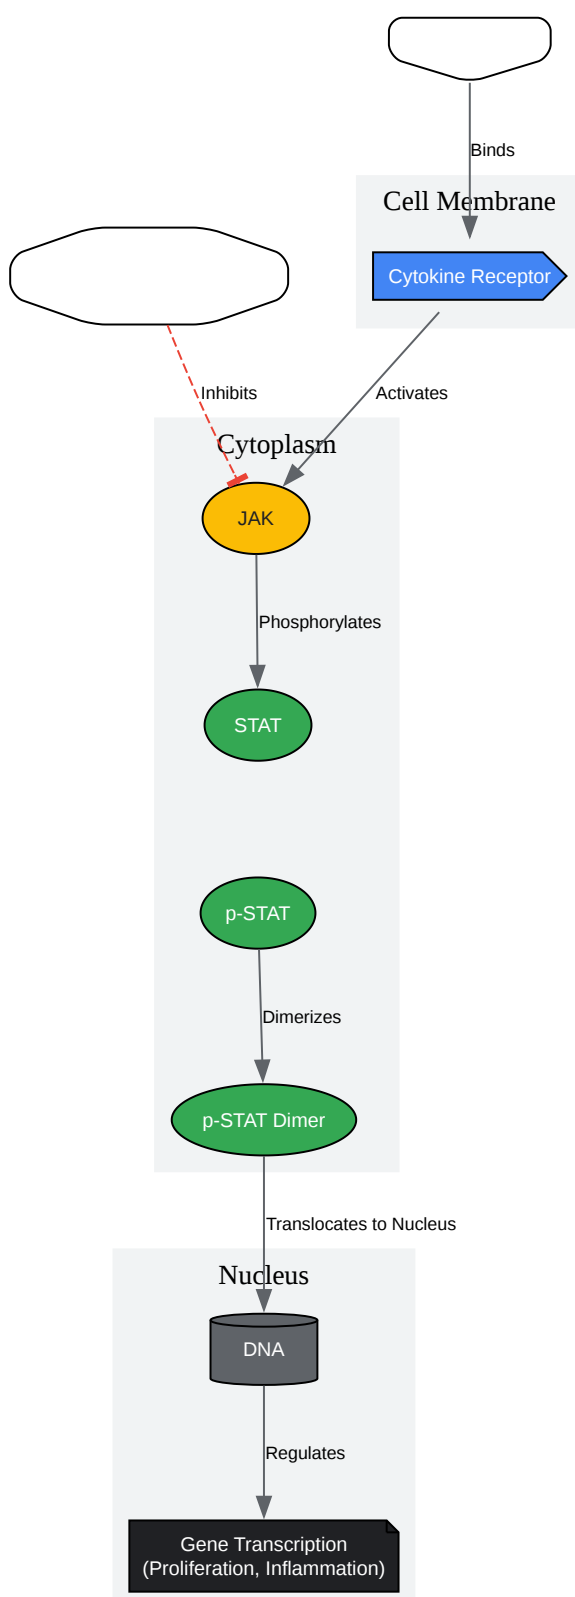 Binds
Cell Membrane
Cytokine Receptor
Inhibits
Activates
Cytoplasm
JAK
Phosphorylates
STAT
p-STAT
Dimerizes
p-STAT Dimer
Translocates to Nucleus
Nucleus
DNA
Regulates
Gene Transcription
(Proliferation, Inflammation)